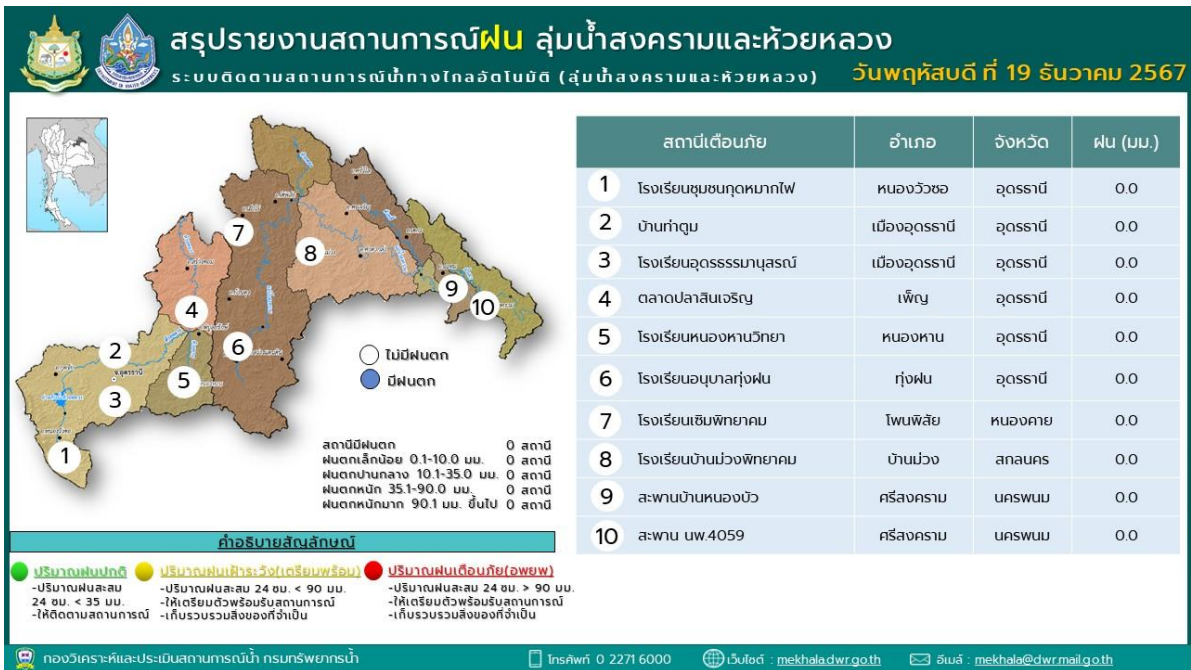 สรุปรายงานสถานการณ์ฝน ลุ่มน้ำสงครามและห้วยหลวง
ระบบติดตามสถานการณ์น้ำทางไกลอัตโนมัติ (ลุ่มน้ำสงครามและห้วยหลวง)
วันพฤหัสบดี ที่ 19 ธันวาคม 2567
สถานีเตือนภัย อำเภอ จังหวัด ฝน (มม.)
1 โรงเรียนชุมชนกุดหมากไฟ หนองวัวซอ อุดรธานี 0.0
2 บ้านท่าตูม เมืองอุดรธานี อุดรธานี 0.0
3 โรงเรียนอุดรธรรมานุสรณ์ เมืองอุดรธานี อุดรธานี 0.0
4 ตลาดปลาสินเจริญ เพ็ญ อุดรธานี 0.0
5 โรงเรียนหนองหานวิทยา หนองหาน อุดรธานี 0.0
6 โรงเรียนอนุบาลทุ่งฝน ทุ่งฝน อุดรธานี 0.0
7 โรงเรียนเซิมพิทยาคม โพนพิสัย หนองคาย 0.0
8 โรงเรียนบ้านม่วงพิทยาคม บ้านม่วง สกลนคร 0.0
9 สะพานบ้านหนองบัว ศรีสงคราม นครพนม 0.0
10 สะพาน นพ.4059 ศรีสงคราม นครพนม 0.0
7
8
9
10
4
6
2
5
3
1
จ.อุดรธานี
ไม่มีฝนตก
มีฝนตก
สถานีมีฝนตก 0 สถานี
ฝนตกเล็กน้อย 0.1-10.0 มม. 0 สถานี
ฝนตกปานกลาง 10.1-35.0 มม. 0 สถานี
ฝนตกหนัก 35.1-90.0 มม. 0 สถานี
ฝนตกหนักมาก 90.1 มม. ขึ้นไป 0 สถานี
คำอธิบายสัญลักษณ์
ปริมาณฝนปกติ
-ปริมาณฝนสะสม
24 ชม. < 35 มม.
-ให้ติดตามสถานการณ์
ปริมาณฝนเฝ้าระวัง(เตรียมพร้อม)
-ปริมาณฝนสะสม 24 ชม. < 90 มม.
-ให้เตรียมตัวพร้อมรับสถานการณ์
-เก็บรวบรวมสิ่งของที่จำเป็น
ปริมาณฝนเตือนภัย(อพยพ)
-ปริมาณฝนสะสม 24 ชม. > 90 มม.
-ให้เตรียมตัวพร้อมรับสถานการณ์
-เก็บรวบรวมสิ่งของที่จำเป็น
กองวิเคราะห์และประเมินสถานการณ์น้ำ กรมทรัพยากรน้ำ
โทรศัพท์ 0 2271 6000
เว็บไซต์ : mekhala.dwr.go.th
อีเมล์ : mekhala@dwr.mail.go.th